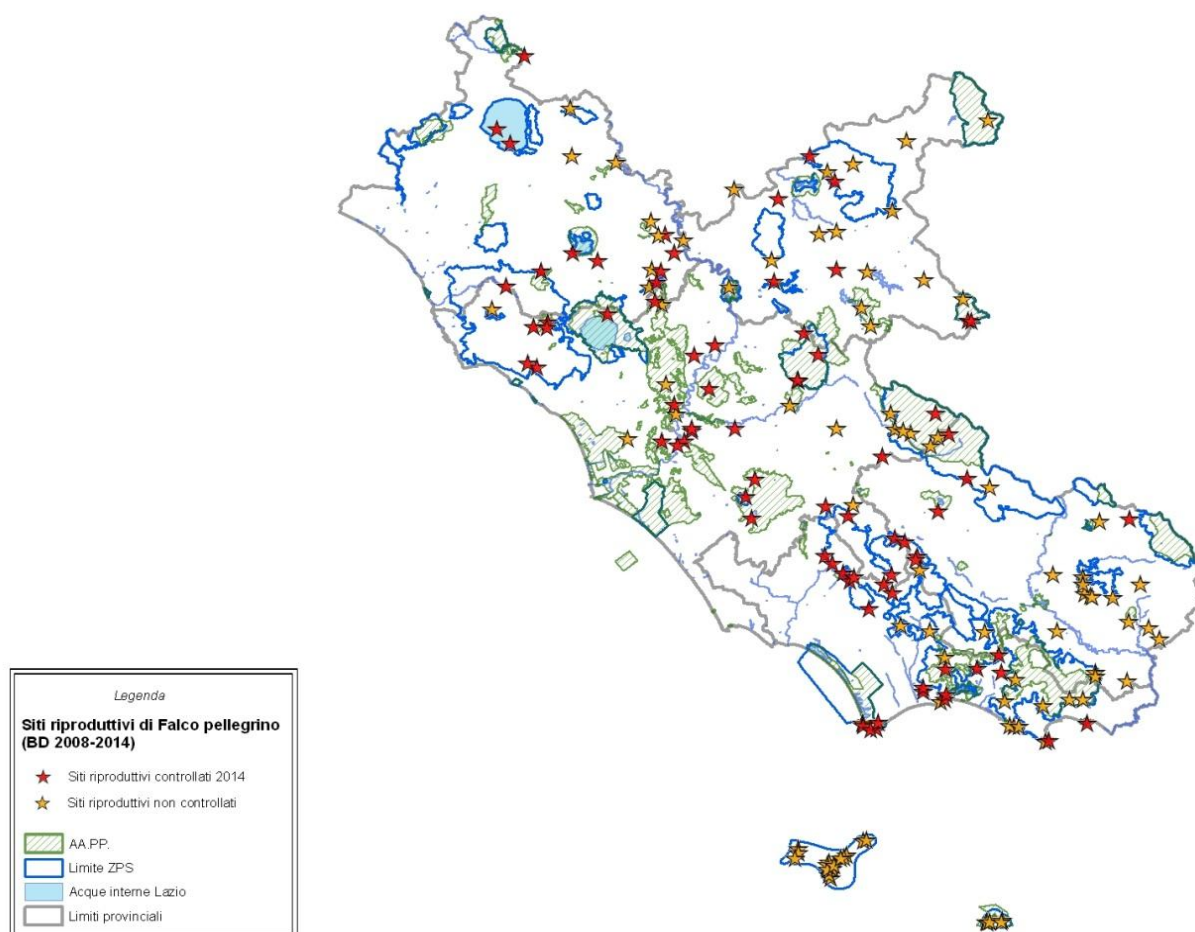 Legenda
Siti riproduttivi di Falco pellegrino
(BD 2008-2014)
Siti riproduttivi controllati 2014
Siti riproduttivi non controllati
AA.PP.
Limite ZPS
Acque interne Lazio
Limiti provinciali